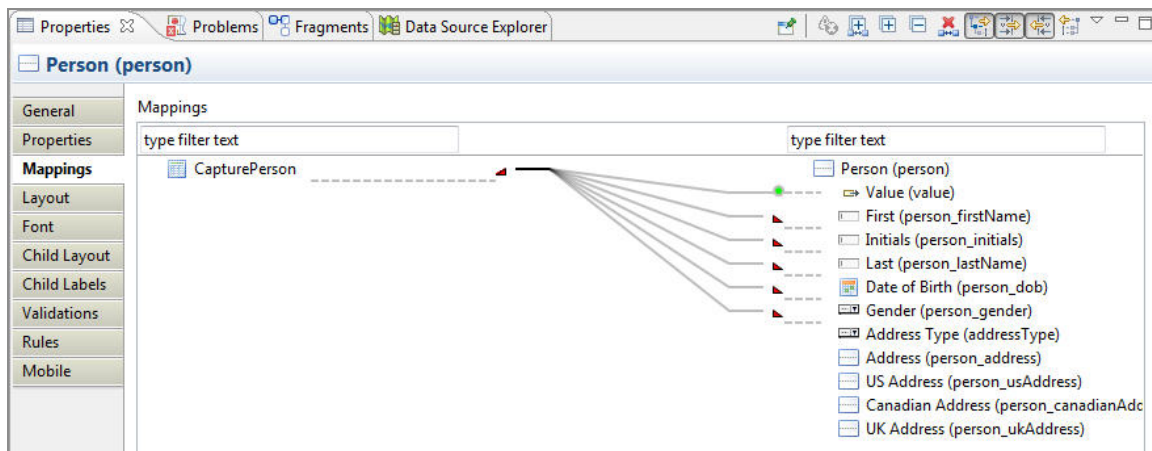 Properties Problems Fragments Data Source Explorer
Person (person)
General
Properties
Mappings
Layout
Font
Child Layout
Child Labels
Validations
Rules
Mobile
Mappings
type filter text type filter text
CapturePerson
Person (person)
Value (value)
First (person_firstName)
Initials (person_initials)
Last (person_lastName)
Date of Birth (person_dob)
Gender (person_gender)
Address Type (addressType)
Address (person_address)
US Address (person_usAddress)
Canadian Address (person_canadianAdc
UK Address (person_ukAddress)